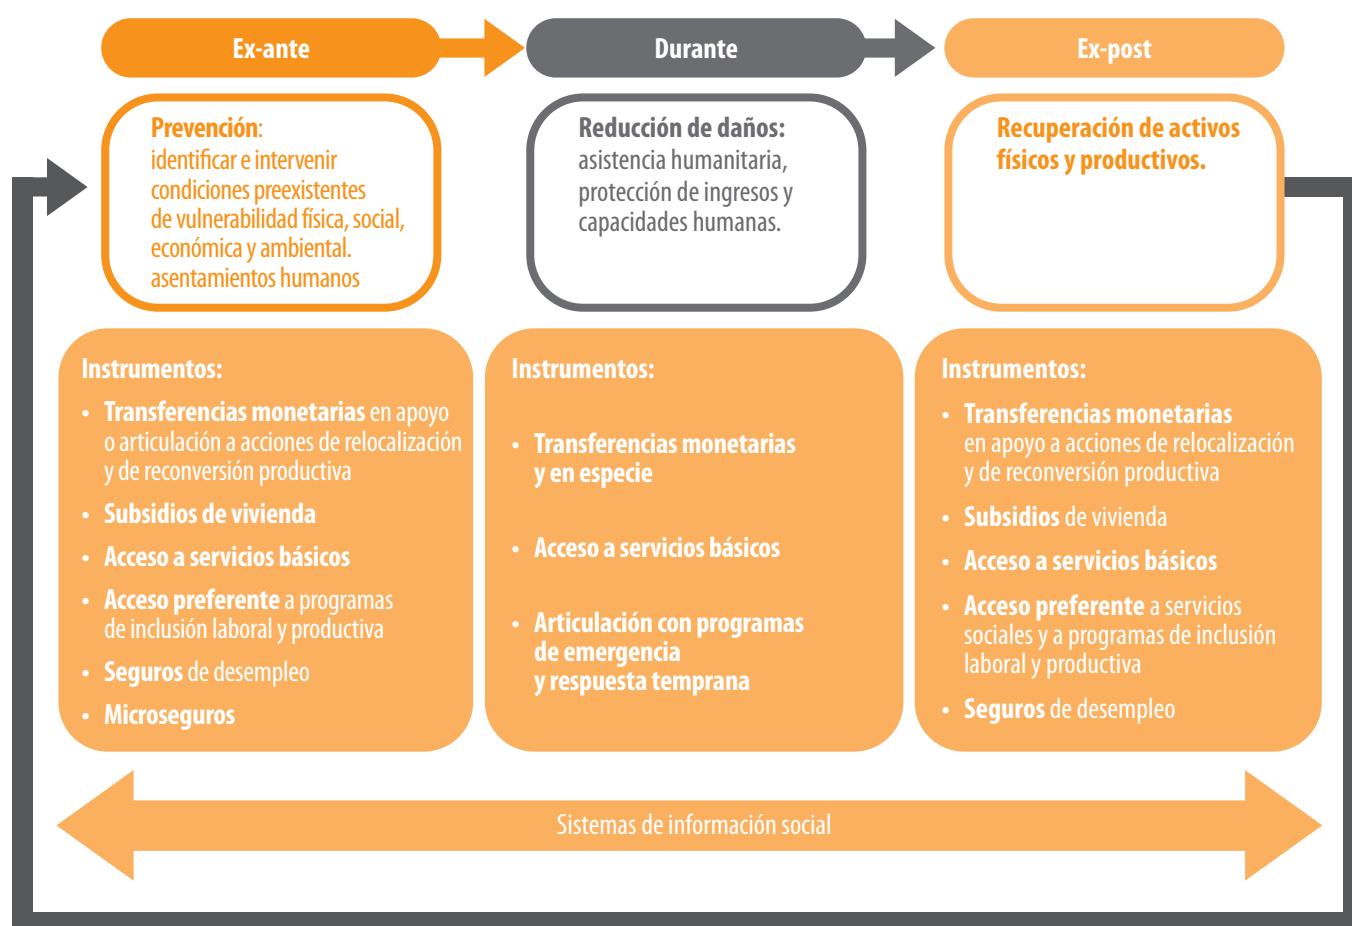 Ex-ante
Durante
Ex-post
Prevención:
identificar e intervenir
condiciones preexistentes
de vulnerabilidad física, social,
económica y ambiental.
asentamientos humanos
Reducción de daños:
asistencia humanitaria,
protección de ingresos y
capacidades humanas.
Recuperación de activos
físicos y productivos.
Instrumentos:
• Transferencias monetarias en apoyo
o articulación a acciones de relocalización
y de reconversión productiva
• Subsidios de vivienda
• Acceso a servicios básicos
• Acceso preferente a programas
de inclusión laboral y productiva
• Seguros de desempleo
• Microseguros
Instrumentos:
• Transferencias monetarias
y en especie
• Acceso a servicios básicos
• Articulación con programas
de emergencia
y respuesta temprana
Instrumentos:
• Transferencias monetarias
en apoyo a acciones de relocalización
y de reconversión productiva
• Subsidios de vivienda
• Acceso a servicios básicos
• Acceso preferente a servicios
sociales y a programas de inclusión
laboral y productiva
• Seguros de desempleo
Sistemas de información social